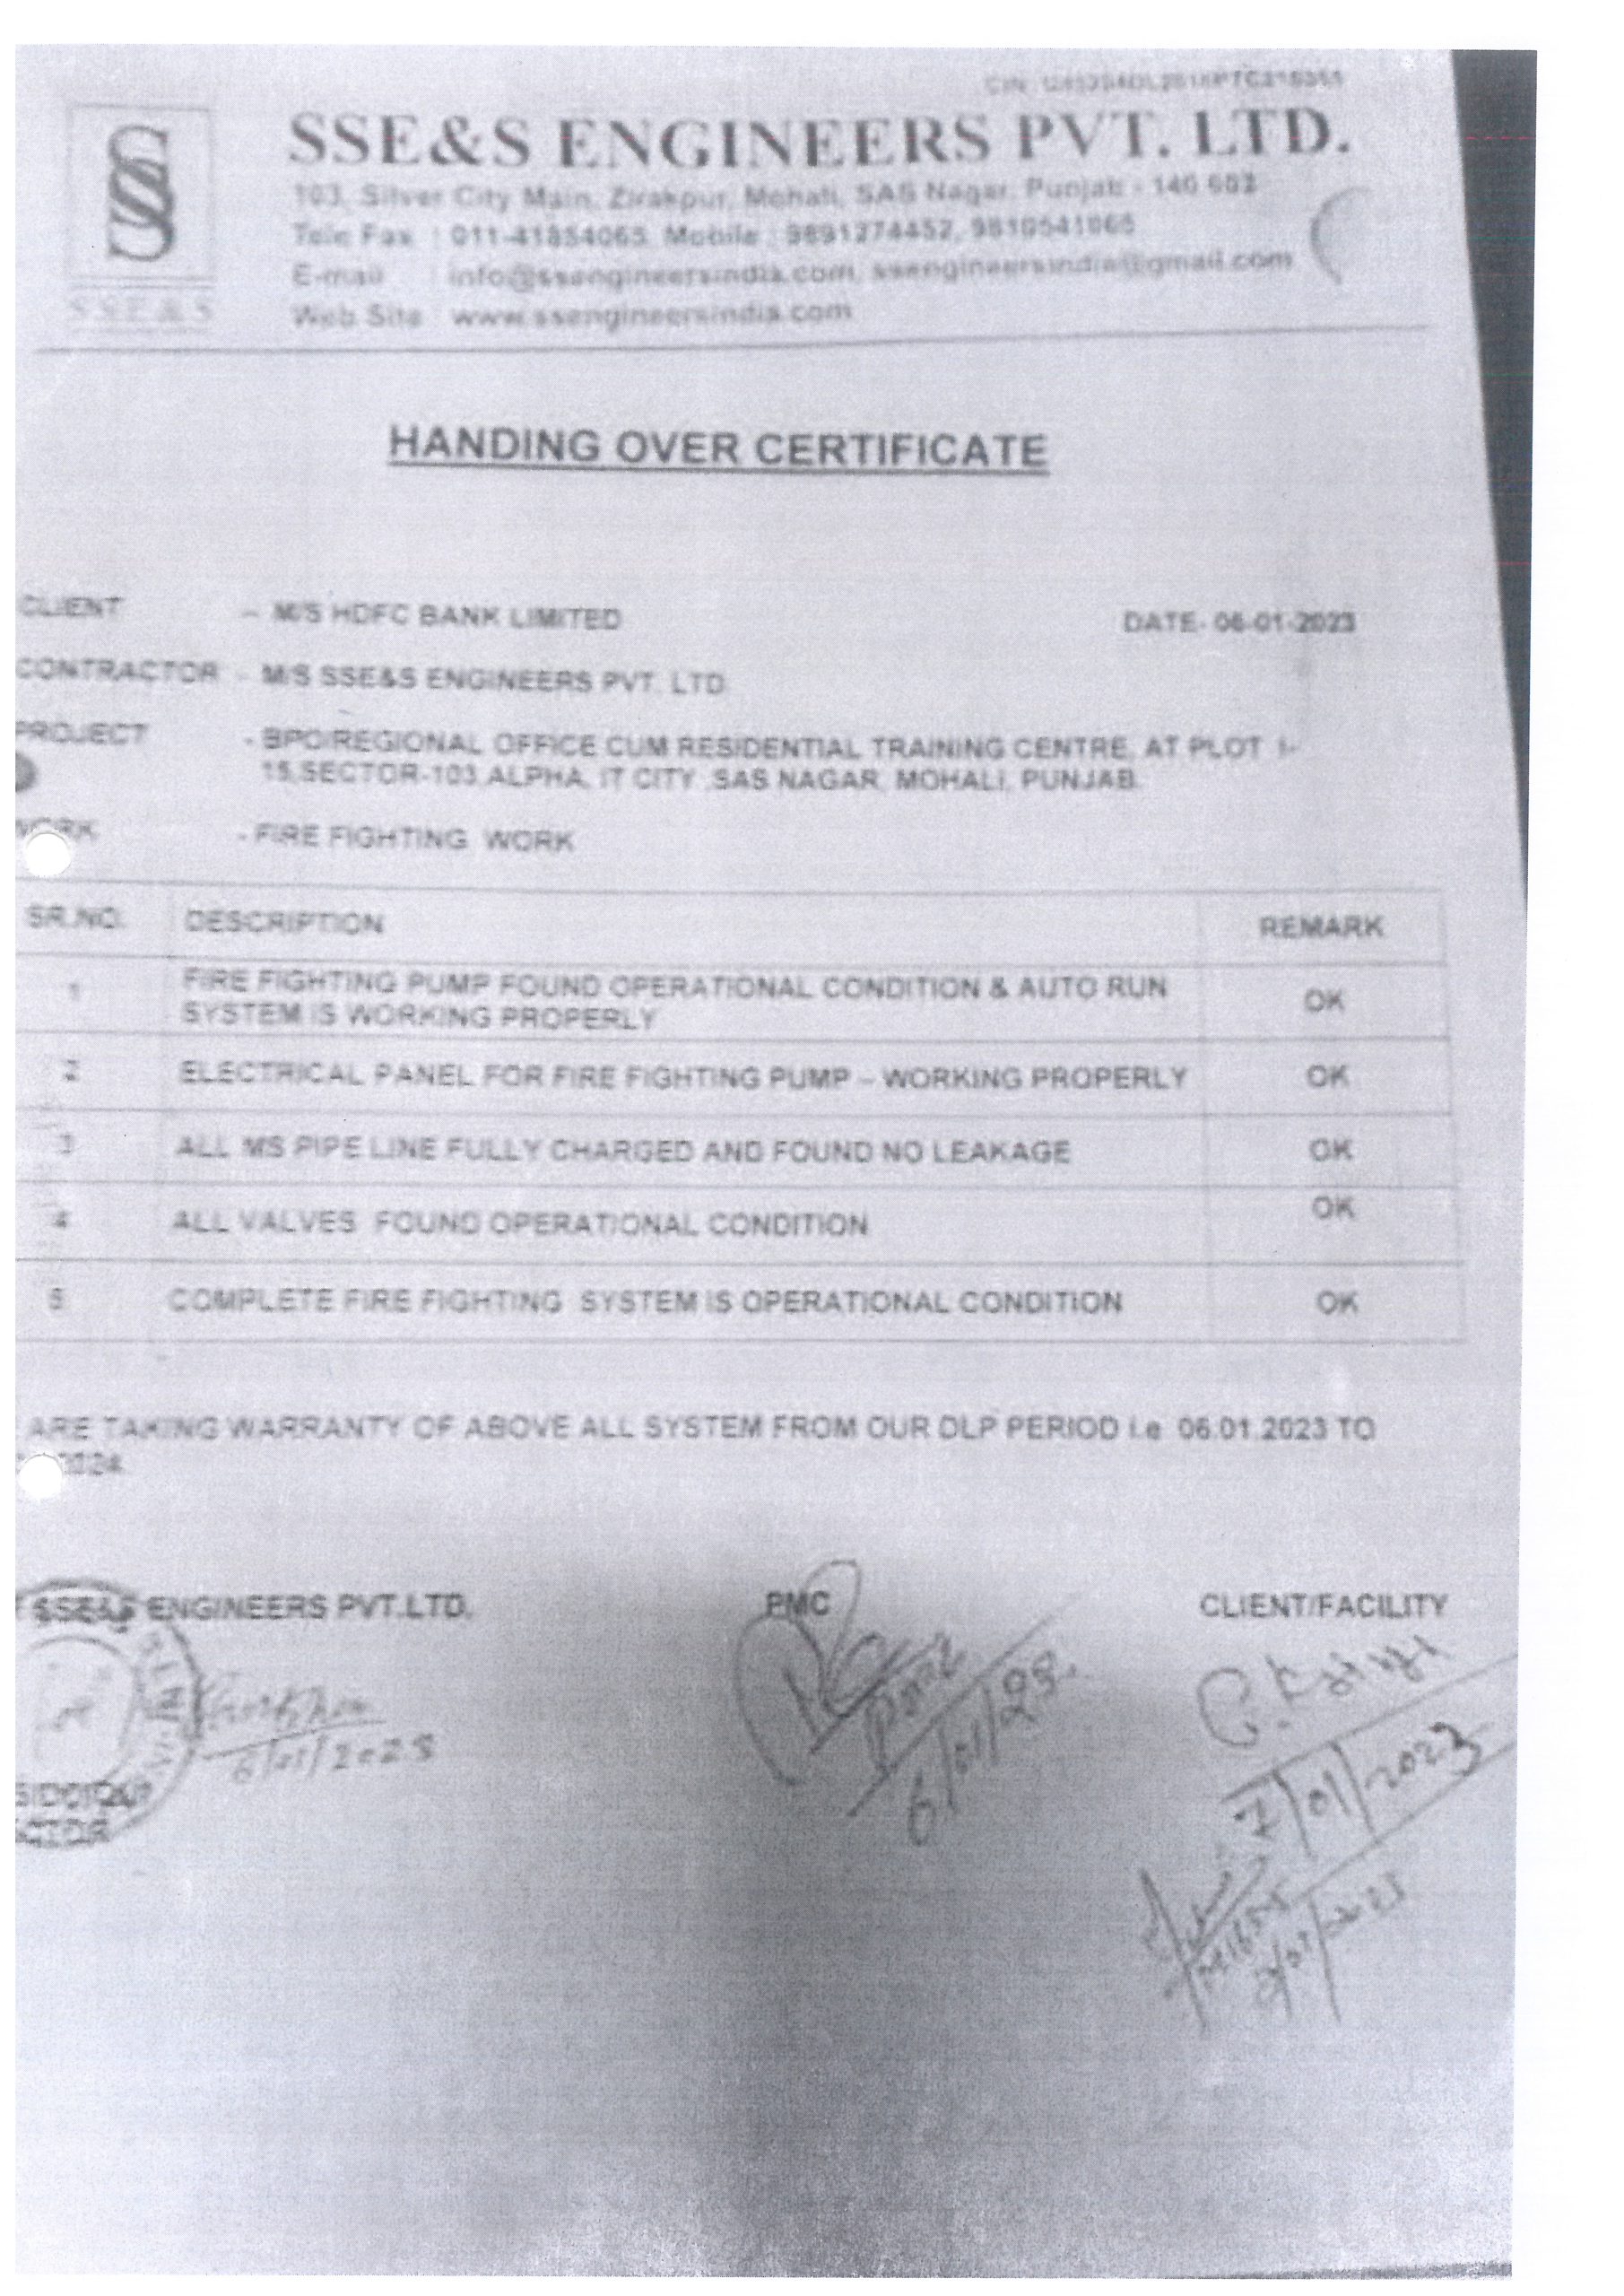 SSE&S ENGINEERS PVT. LTD.
103, Silver City Main, Zirakpur, Mohali, SAS Nagar, Punjab - 140 603
Tele Fax : 011-41854065, Mobile : 9891274452,
E-mail : info@ssengineersindia.com, ssengineersindia@gmail.com
Web Site : www.ssengineersindia.com
SSE&S
HANDING OVER CERTIFICATE
CLIENT – M/S HDFC BANK LIMITED DATE- 06-01-2023
CONTRACTOR - M/S SSE&S ENGINEERS PVT. LTD
PROJECT - BPO/REGIONAL OFFICE CUM RESIDENTIAL TRAINING CENTRE, AT PLOT I-
15,SECTOR-103,ALPHA, IT CITY ,SAS NAGAR, MOHALI, PUNJAB.
- FIRE FIGHTING WORK
SR.NO. DESCRIPTION REMARK
1 FIRE FIGHTING PUMP FOUND OPERATIONAL CONDITION & AUTO RUN
SYSTEM IS WORKING PROPERLY OK
2 ELECTRICAL PANEL FOR FIRE FIGHTING PUMP – WORKING PROPERLY OK
3 ALL MS PIPE LINE FULLY CHARGED AND FOUND NO LEAKAGE OK
4 ALL VALVES FOUND OPERATIONAL CONDITION OK
5 COMPLETE FIRE FIGHTING SYSTEM IS OPERATIONAL CONDITION OK
ARE TAKING WARRANTY OF ABOVE ALL SYSTEM FROM OUR DLP PERIOD i.e 06.01.2023 TO
2024
SSE&S ENGINEERS PVT.LTD. PMC CLIENT/FACILITY
6/01/2023
6/01/23
7/01/2023